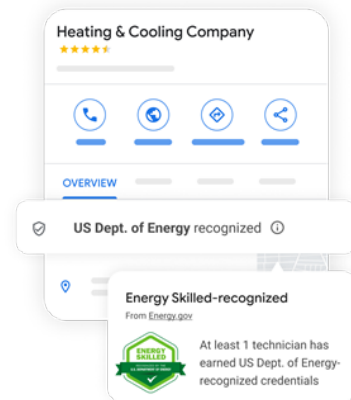 Heating & Cooling Company
OVERVIEW
US Dept. of Energy recognized
Energy Skilled-recognized
From Energy.gov
ENERGY
SKILLED
At least 1 technician has
earned US Dept. of Energy-
recognized credentials